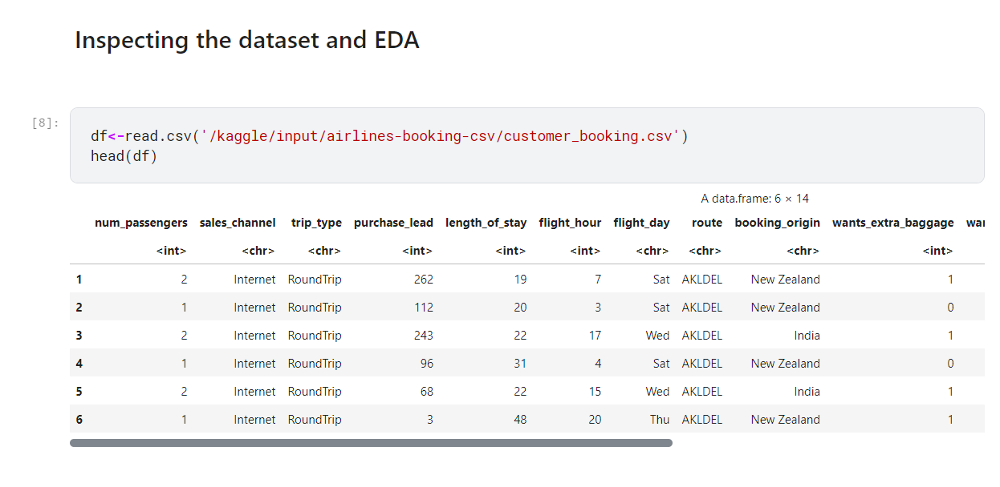 Inspecting the dataset and EDA
[8]:
df<-read.csv('/kaggle/input/airlines-booking-csv/customer_booking.csv')
head(df)
A data.frame: 6 × 14
num_passengers sales_channel trip_type purchase_lead length_of_stay flight_hour flight_day route booking_origin wants_extra_baggage
<int> <chr> <chr> <int> <int> <int> <chr> <chr> <chr> <int>
1 2 Internet RoundTrip 262 19 7 Sat AKLDEL New Zealand 1
2 1 Internet RoundTrip 112 20 3 Sat AKLDEL New Zealand 0
3 2 Internet RoundTrip 243 22 17 Wed AKLDEL India 1
4 1 Internet RoundTrip 96 31 4 Sat AKLDEL New Zealand 0
5 2 Internet RoundTrip 68 22 15 Wed AKLDEL India 1
6 1 Internet RoundTrip 3 48 20 Thu AKLDEL New Zealand 1